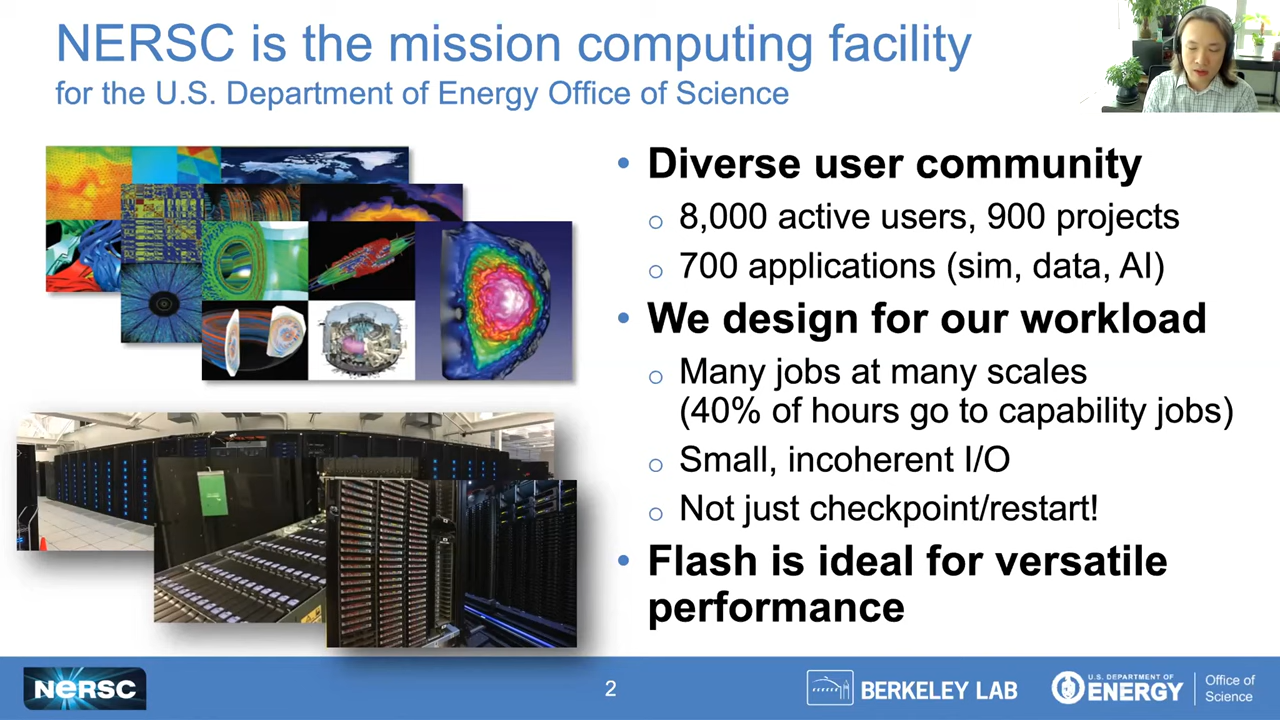 NERSC is the mission computing facility
for the U.S. Department of Energy Office of Science
• Diverse user community
o 8,000 active users, 900 projects
o 700 applications (sim, data, AI)
• We design for our workload
o Many jobs at many scales
(40% of hours go to capability jobs)
o Small, incoherent I/O
o Not just checkpoint/restart!
• Flash is ideal for versatile
performance
NERSC
2
BERKELEY LAB
U.S. DEPARTMENT OF
ENERGY
Office of
Science